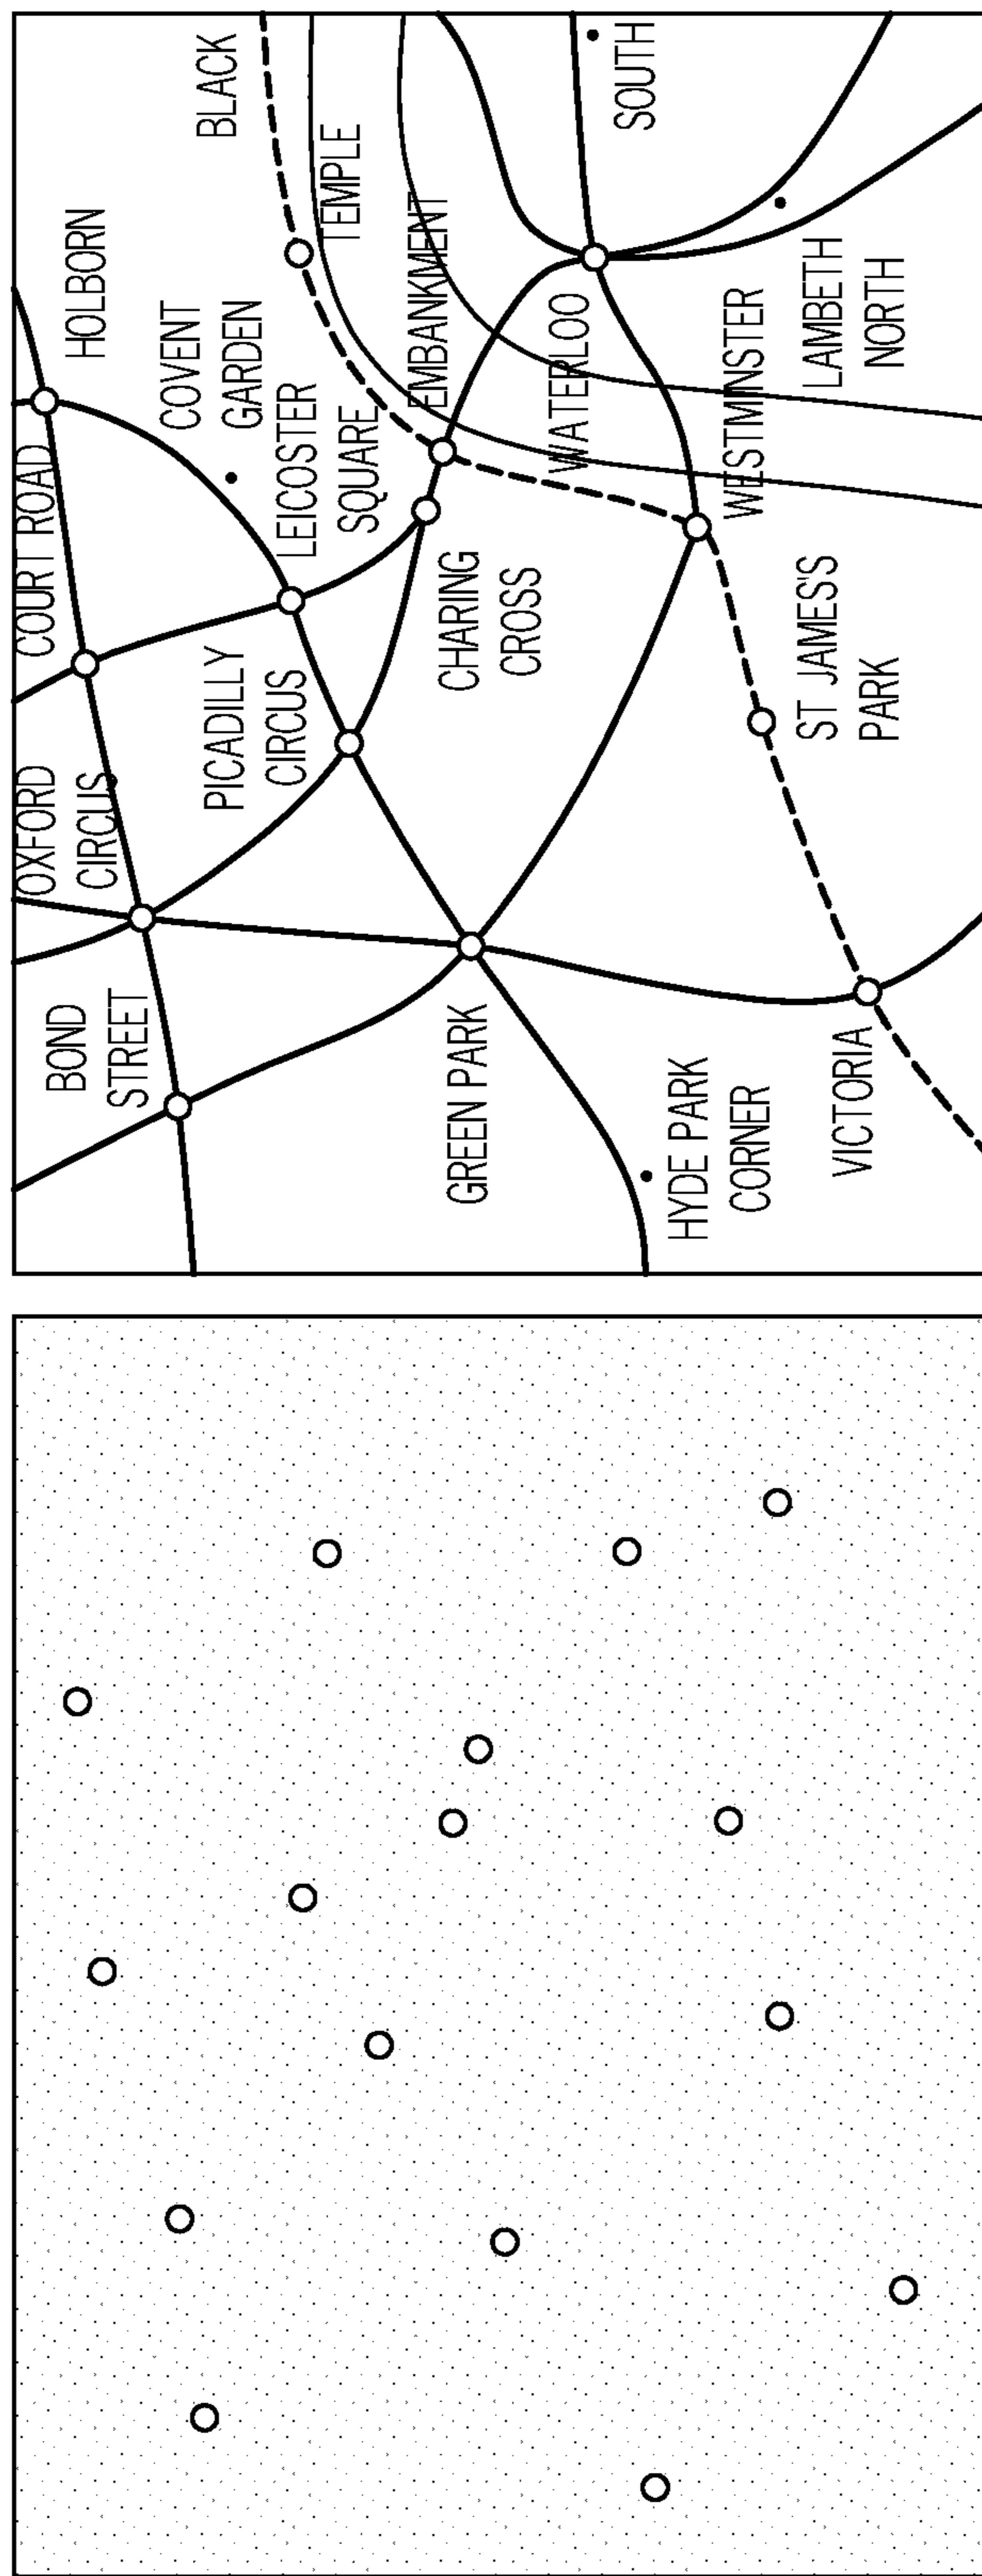 OXFORD
CIRCUS
COURT ROAD
HOLBORN
BOND
STREET
COVENT
GARDEN
BLACK
PICADILLY
CIRCUS
LEICOSTER
SQUARE
TEMPLE
EMBANKMENT
CHARING
CROSS
GREEN PARK
WATERLOO
SOUTH
HYDE PARK
CORNER
WESTMINSTER
ST JAMES'S
PARK
LAMBETH
NORTH
VICTORIA